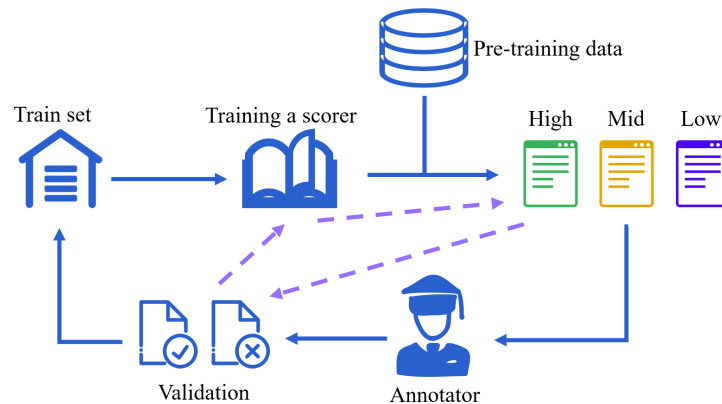 Pre-training data
Train set
Training a scorer
High
Mid
Low
Validation
Annotator